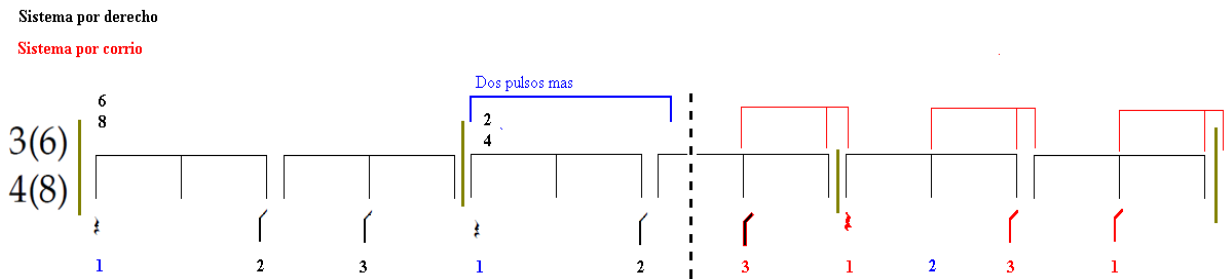 Sistema por derecho
Sistema por corrio
Dos pulsos mas
6
8
2
4
3(6)
4(8)
1 2 3 1 2 3 1 2 3 1